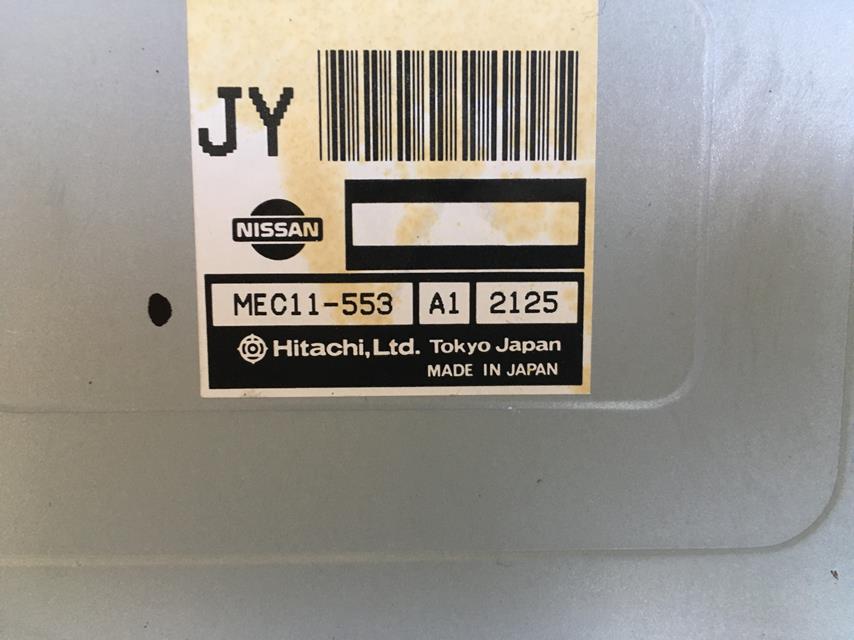 JY
NISSAN
MEC11-553 A1 2125
Hitachi,Ltd. Tokyo Japan
MADE IN JAPAN